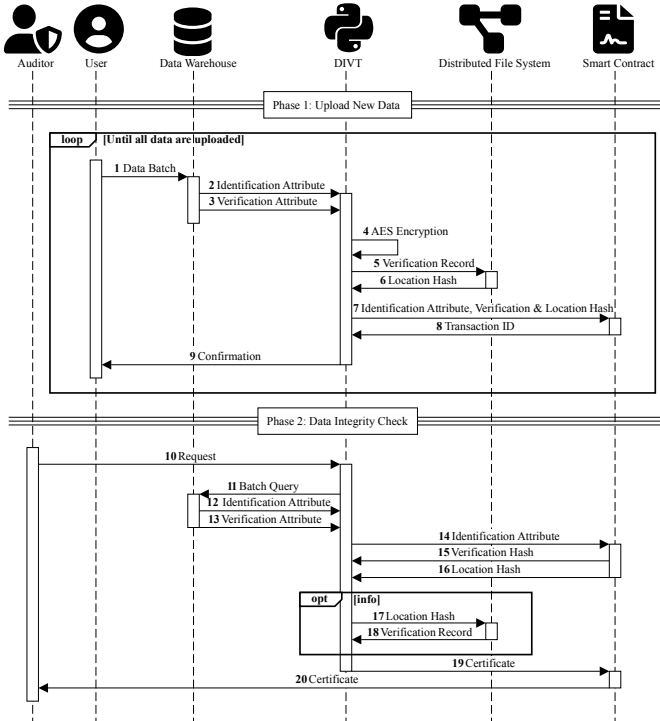 Auditor
User
Data Warehouse
DIVT
Distributed File System
Smart Contract
Phase 1: Upload New Data
loop
[Until all data are uploaded]
1 Data Batch
2 Identification Attribute
3 Verification Attribute
4 AES Encryption
5 Verification Record
6 Location Hash
7 Identification Attribute, Verification & Location Hash
8 Transaction ID
9 Confirmation
Phase 2: Data Integrity Check
10 Request
11 Batch Query
12 Identification Attribute
13 Verification Attribute
14 Identification Attribute
15 Verification Hash
16 Location Hash
opt
[info]
17 Location Hash
18 Verification Record
19 Certificate
20 Certificate